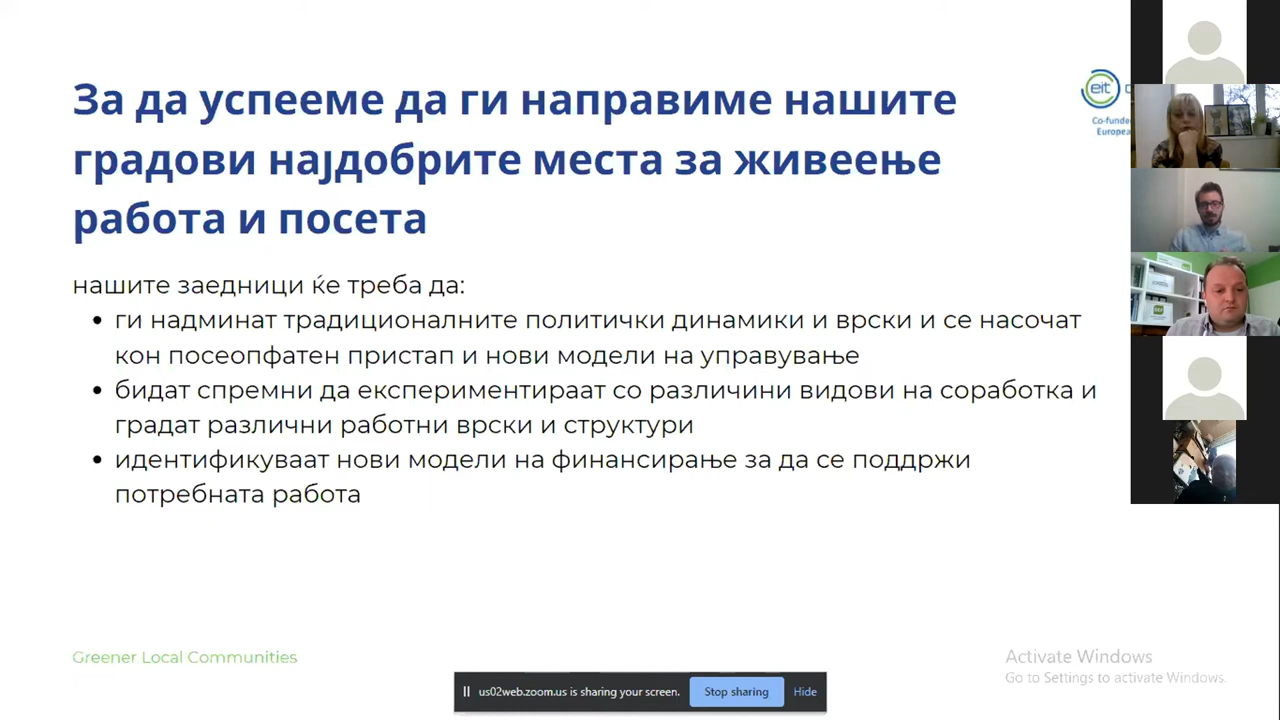 За да успееме да ги направиме нашите
градови најдобрите места за живеење
работа и посета
eit
Co-funde
Europea
нашите заедници ќе треба да:
• ги надминат традиционалните политички динамики и врски и се насочат
кон посеопфатен пристап и нови модели на управување
• бидат спремни да експериментираат со различини видови на соработка и
градат различни работни врски и структури
• идентификуваат нови модели на финансирање за да се поддржи
потребната работа
Greener Local Communities
Activate Windows
Go to Settings to activate Windows.
us02web.zoom.us is sharing your screen.
Stop sharing
Hide